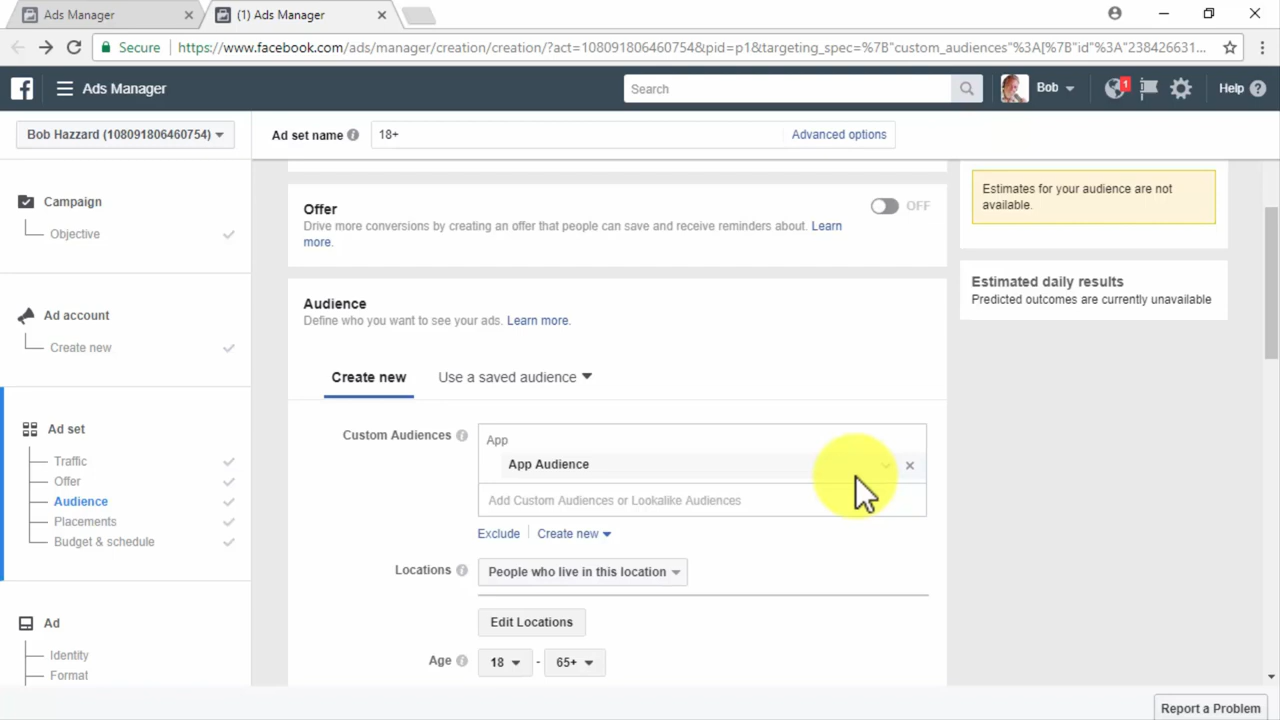 Ads Manager
(1) Ads Manager
Secure
https://www.facebook.com/ads/manager/creation/creation/?act=108091806460754&pid=p1&targeting_spec=%7B"custom_audiences"%3A[%7B"id"%3A"238426631...
Ads Manager
Search
Bob
1
Help
Bob Hazzard (108091806460754)
Ad set name
18+
Advanced options
Campaign
Objective
Ad account
Create new
Ad set
Traffic
Offer
Audience
Placements
Budget & schedule
Ad
Identity
Format
Offer
OFF
Drive more conversions by creating an offer that people can save and receive reminders about. Learn
more.
Audience
Define who you want to see your ads. Learn more.
Create new
Use a saved audience
Custom Audiences
App
App Audience
Add Custom Audiences or Lookalike Audiences
Exclude
Create new
Locations
People who live in this location
Edit Locations
Age
18 - 65+
Estimates for your audience are not
available.
Estimated daily results
Predicted outcomes are currently unavailable
Report a Problem